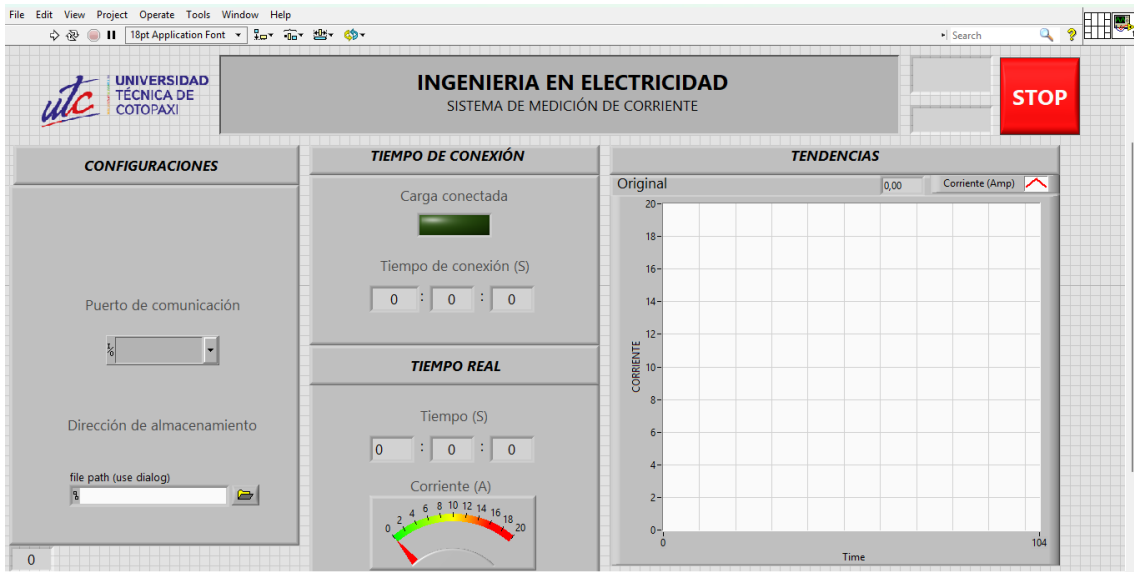 File Edit View Project Operate Tools Window Help
18pt Application Font
Search
utc
UNIVERSIDAD
TÉCNICA DE
COTOPAXI
INGENIERIA EN ELECTRICIDAD
SISTEMA DE MEDICIÓN DE CORRIENTE
STOP
CONFIGURACIONES
Puerto de comunicación
Dirección de almacenamiento
file path (use dialog)
0
TIEMPO DE CONEXIÓN
Carga conectada
Tiempo de conexión (S)
0 : 0 : 0
TIEMPO REAL
Tiempo (S)
0 : 0 : 0
Corriente (A)
0 2 4 6 8 10 12 14 16 18 20
TENDENCIAS
Original 0,00 Corriente (Amp)
20
18
16
14
12
10
8
6
4
2
0
CORRIENTE
0 104
Time